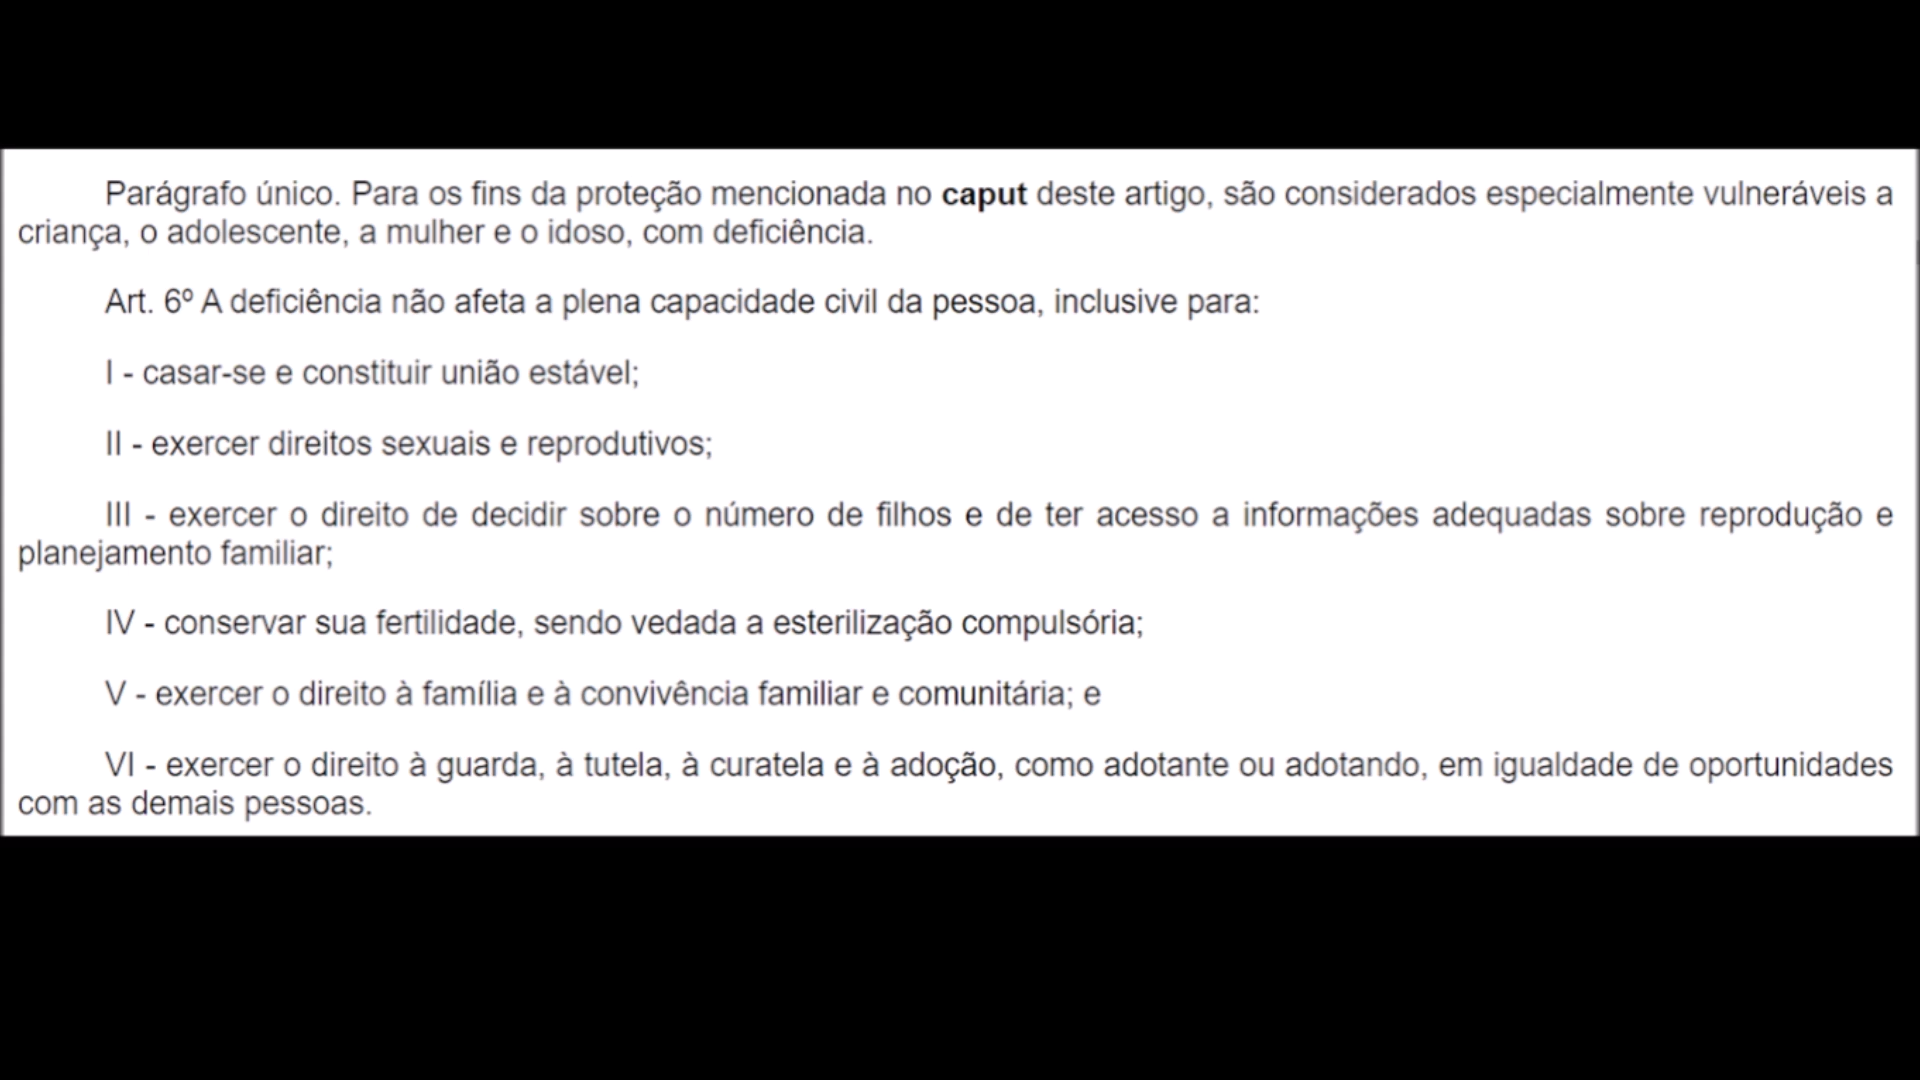 Parágrafo único. Para os fins da proteção mencionada no caput deste artigo, são considerados especialmente vulneráveis a
criança, o adolescente, a mulher e o idoso, com deficiência.
Art. 6º A deficiência não afeta a plena capacidade civil da pessoa, inclusive para:
I - casar-se e constituir união estável;
II - exercer direitos sexuais e reprodutivos;
III - exercer o direito de decidir sobre o número de filhos e de ter acesso a informações adequadas sobre reprodução e
planejamento familiar;
IV - conservar sua fertilidade, sendo vedada a esterilização compulsória;
V - exercer o direito à família e à convivência familiar e comunitária; e
VI - exercer o direito à guarda, à tutela, à curatela e à adoção, como adotante ou adotando, em igualdade de oportunidades
com as demais pessoas.